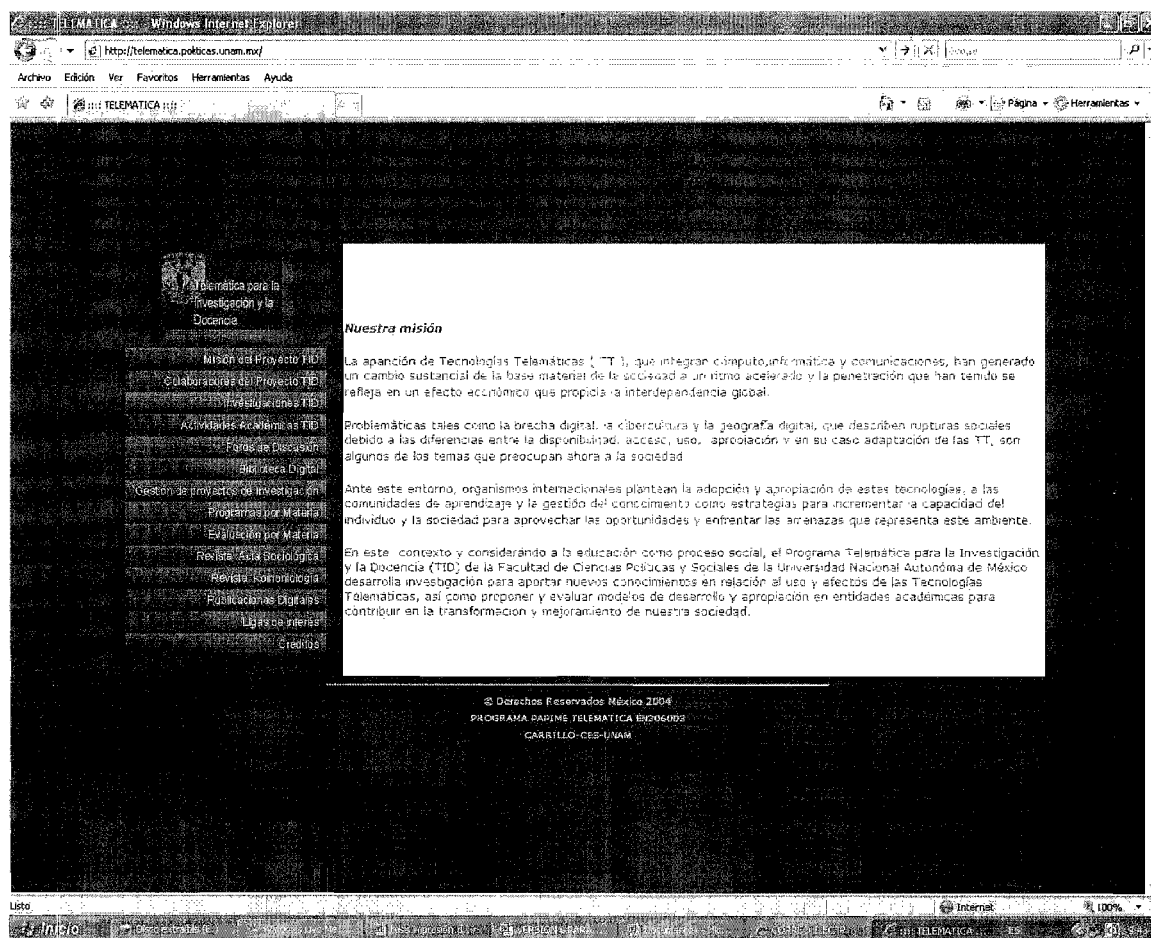 :::: TELEMATICA :::: Windows Internet Explorer
http://telematica.politicas.unam.mx/
Google
Archivo Edición Ver Favoritos Herramientas Ayuda
:::: TELEMATICA ::::
Página Herramientas
Telemática para la
Investigación y la
Docencia
Misión del Proyecto TID
Colaboradores del Proyecto TID
Investigaciones TID
Actividades Académicas TID
Foros de Discusión
Biblioteca Digital
Gestión de proyectos de investigación
Programas por Materia
Evaluación por Materia
Revista: Acta Sociológica
Revista: Komoniología
Publicaciones Digitales
Ligas de interés
Créditos
Nuestra misión
La aparición de Tecnologías Telemáticas ( TT ), que integran cómputo,informática y comunicaciones, han generado
un cambio sustancial de la base material de la sociedad a un ritmo acelerado y la penetración que han tenido se
refleja en un efecto económico que propicia la interdependencia global.
Problemáticas tales como la brecha digital, la cibercultura y la geografía digital, que describen rupturas sociales
debido a las diferencias entre la disponibilidad, acceso, uso, apropiación y en su caso adaptación de las TT, son
algunos de los temas que preocupan ahora a la sociedad
Ante este entorno, organismos internacionales plantean la adopción y apropiación de estas tecnologías, a las
comunidades de aprendizaje y la gestión del conocimiento como estrategias para incrementar la capacidad del
individuo y la sociedad para aprovechar las oportunidades y enfrentar las amenazas que representa este ambiente.
En este contexto y considerando a la educación como proceso social, el Programa Telemática para la Investigación
y la Docencia (TID) de la Facultad de Ciencias Políticas y Sociales de la Universidad Nacional Autónoma de México
desarrolla investigación para aportar nuevos conocimientos en relación al uso y efectos de las Tecnologías
Telemáticas, así como proponer y evaluar modelos de desarrollo y apropiación en entidades académicas para
contribuir en la transformación y mejoramiento de nuestra sociedad.
© Derechos Reservados México 2004
PROGRAMA PAPIME TELEMATICA EN206003
CARRILLO-CES-UNAM
Listo
Internet 100%
Inicio
:::: TELEMATICA
ES